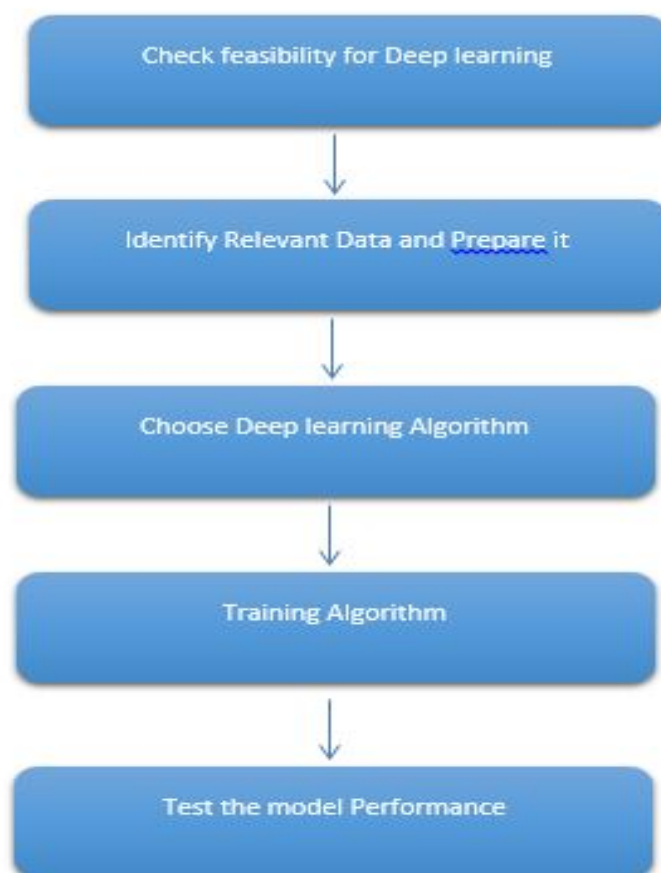 Check feasibility for Deep learning
Identify Relevant Data and Prepare it
Choose Deep learning Algorithm
Training Algorithm
Test the model Performance